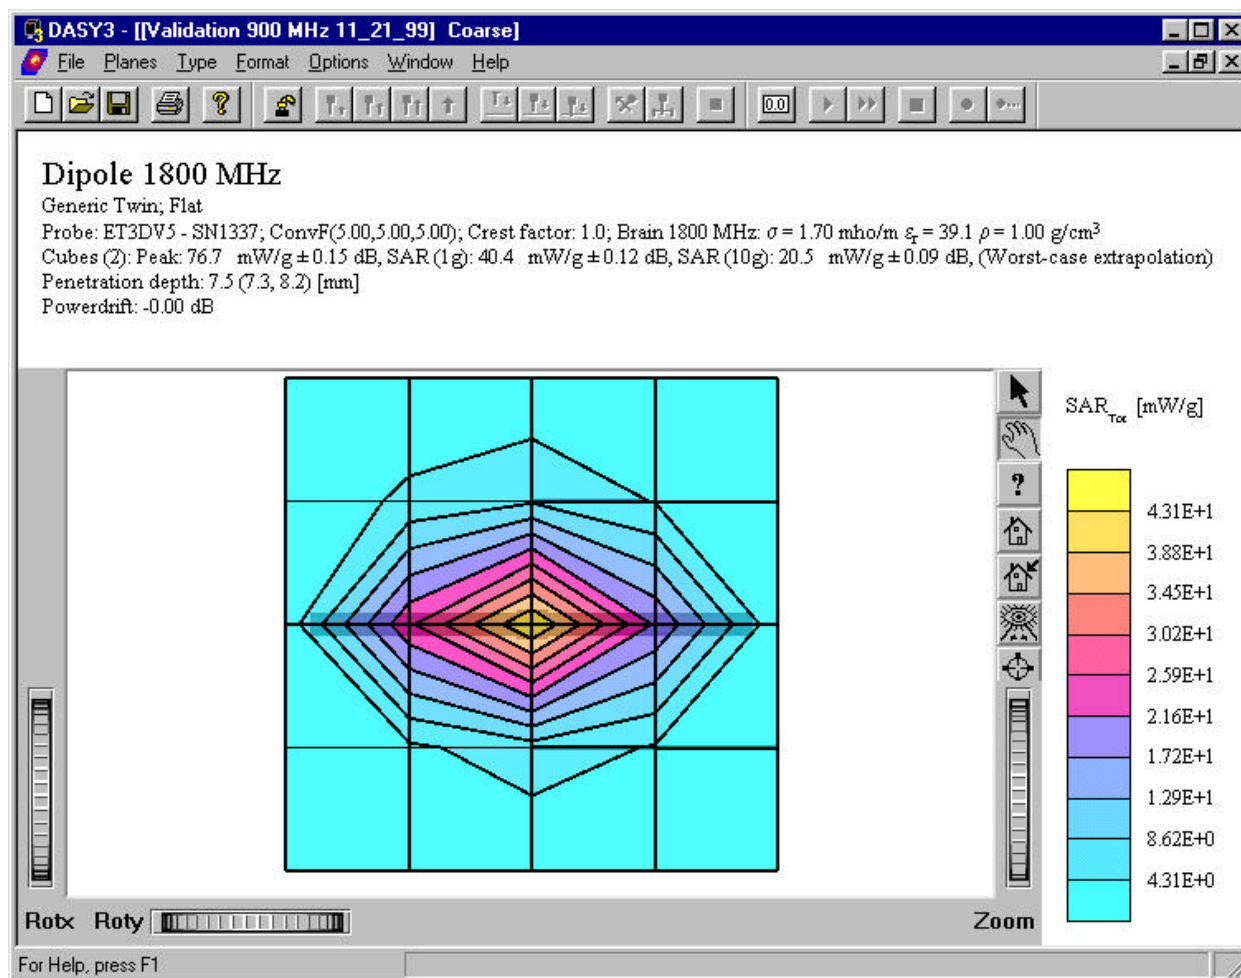 DASY3 - [[Validation 900 MHz 11_21_99] Coarse]
File Planes Type Format Options Window Help
0.0
Dipole 1800 MHz
Generic Twin; Flat
Probe: ET3DV5 - SN1337; ConvF(5.00,5.00,5.00); Crest factor: 1.0; Brain 1800 MHz: σ = 1.70 mho/m εr = 39.1 ρ = 1.00 g/cm³
Cubes (2): Peak: 76.7 mW/g ± 0.15 dB, SAR (1g): 40.4 mW/g ± 0.12 dB, SAR (10g): 20.5 mW/g ± 0.09 dB, (Worst-case extrapolation)
Penetration depth: 7.5 (7.3, 8.2) [mm]
Powerdrift: -0.00 dB
SAR Tot [mW/g]
4.31E+1
3.88E+1
3.45E+1
3.02E+1
2.59E+1
2.16E+1
1.72E+1
1.29E+1
8.62E+0
4.31E+0
Rotx Roty Zoom
For Help, press F1